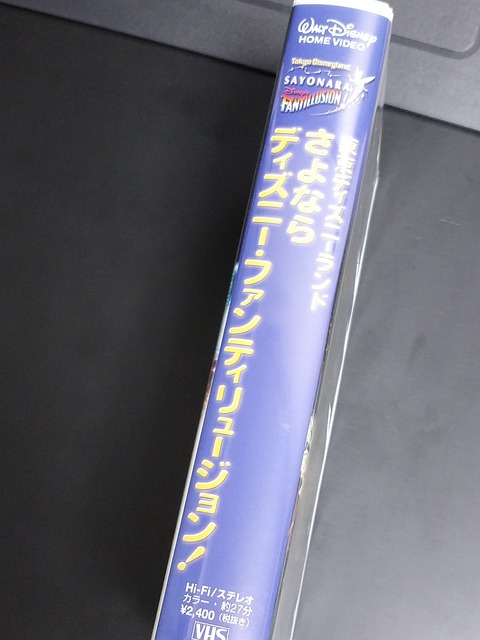 WALT DISNEY
HOME VIDEO
Tokyo Disneyland
SAYONARA
Disney's
FANTILLUSION!
東京ディズニーランド
さよなら
ディズニー・ファンティリュージョン!
Hi-Fi/ステレオ
カラー・約27分
¥2,400(税抜き)
VHS